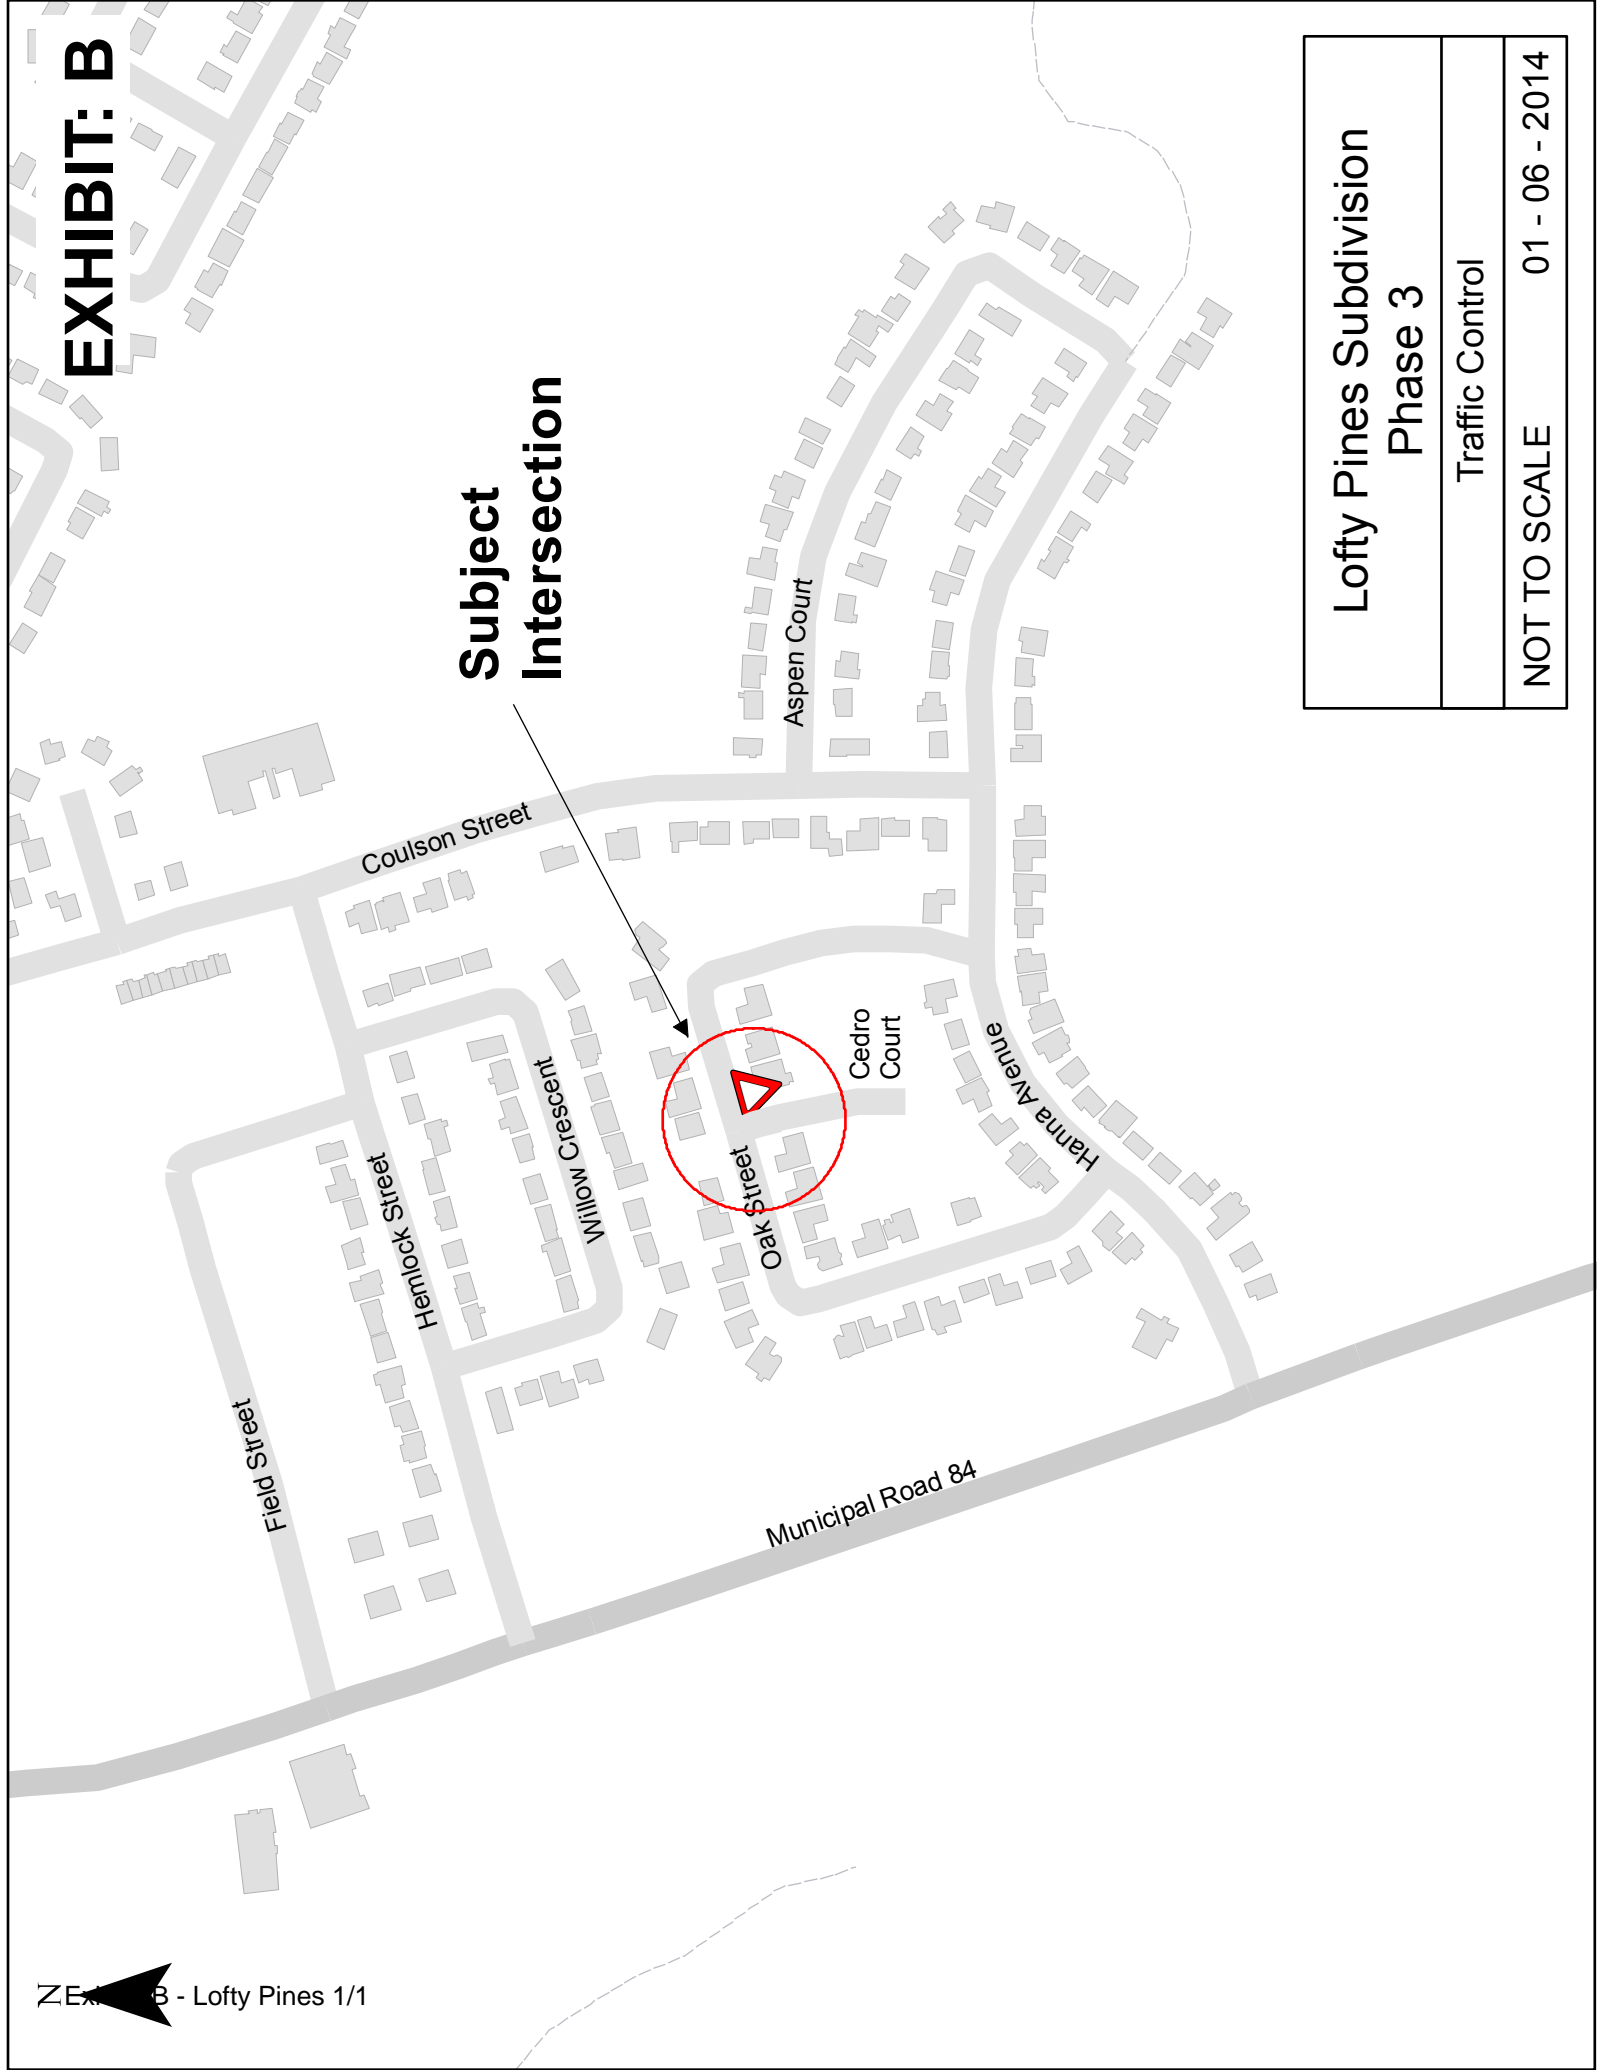 EXHIBIT: B
Subject
Intersection
Coulson Street
Aspen Court
Field Street
Hemlock Street
Willow Crescent
Oak Street
Cedro
Court
Hanna Avenue
Municipal Road 84
Lofty Pines Subdivision
Phase 3
Traffic Control
NOT TO SCALE 01 - 06 - 2014
N
B - Lofty Pines 1/1